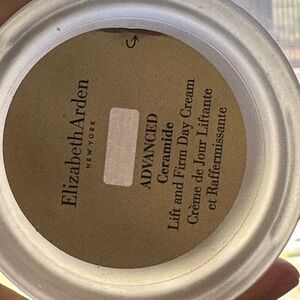 Elizabeth Arden
NEW YORK
ADVANCED
Ceramide
Lift and Firm Day Cream
Crème de Jour Liftante
et Raffermissante